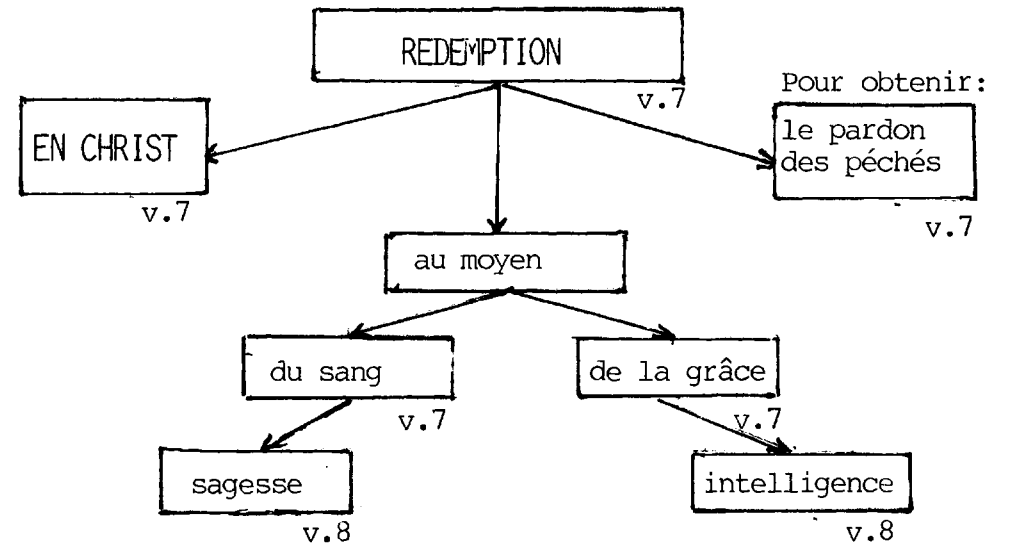 REDEMPTION
v.7
Pour obtenir:
EN CHRIST
v.7
le pardon
des péchés
v.7
au moyen
du sang
v.7
de la grâce
v.7
sagesse
v.8
intelligence
v.8